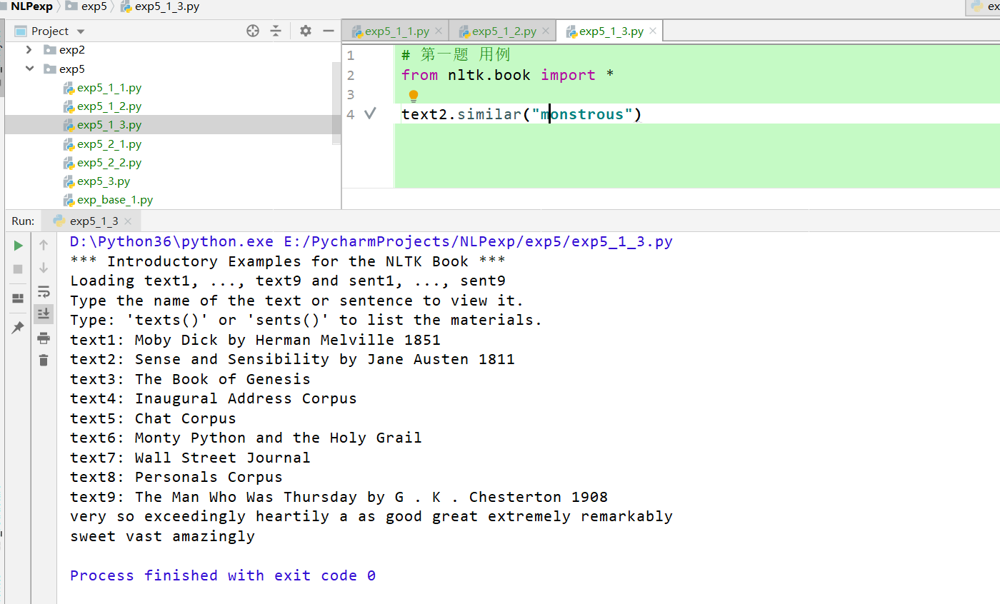 NLPexp exp5 exp5_1_3.py ex
Project exp5_1_1.py exp5_1_2.py exp5_1_3.py
exp2
exp5
exp5_1_1.py
exp5_1_2.py
exp5_1_3.py
exp5_2_1.py
exp5_2_2.py
exp5_3.py
exp_base_1.py
1 # 第一题 用例
2 from nltk.book import *
3
4 text2.similar("monstrous")
Run: exp5_1_3
D:\Python36\python.exe E:/PycharmProjects/NLPexp/exp5/exp5_1_3.py
*** Introductory Examples for the NLTK Book ***
Loading text1, ..., text9 and sent1, ..., sent9
Type the name of the text or sentence to view it.
Type: 'texts()' or 'sents()' to list the materials.
text1: Moby Dick by Herman Melville 1851
text2: Sense and Sensibility by Jane Austen 1811
text3: The Book of Genesis
text4: Inaugural Address Corpus
text5: Chat Corpus
text6: Monty Python and the Holy Grail
text7: Wall Street Journal
text8: Personals Corpus
text9: The Man Who Was Thursday by G . K . Chesterton 1908
very so exceedingly heartily a as good great extremely remarkably
sweet vast amazingly
Process finished with exit code 0